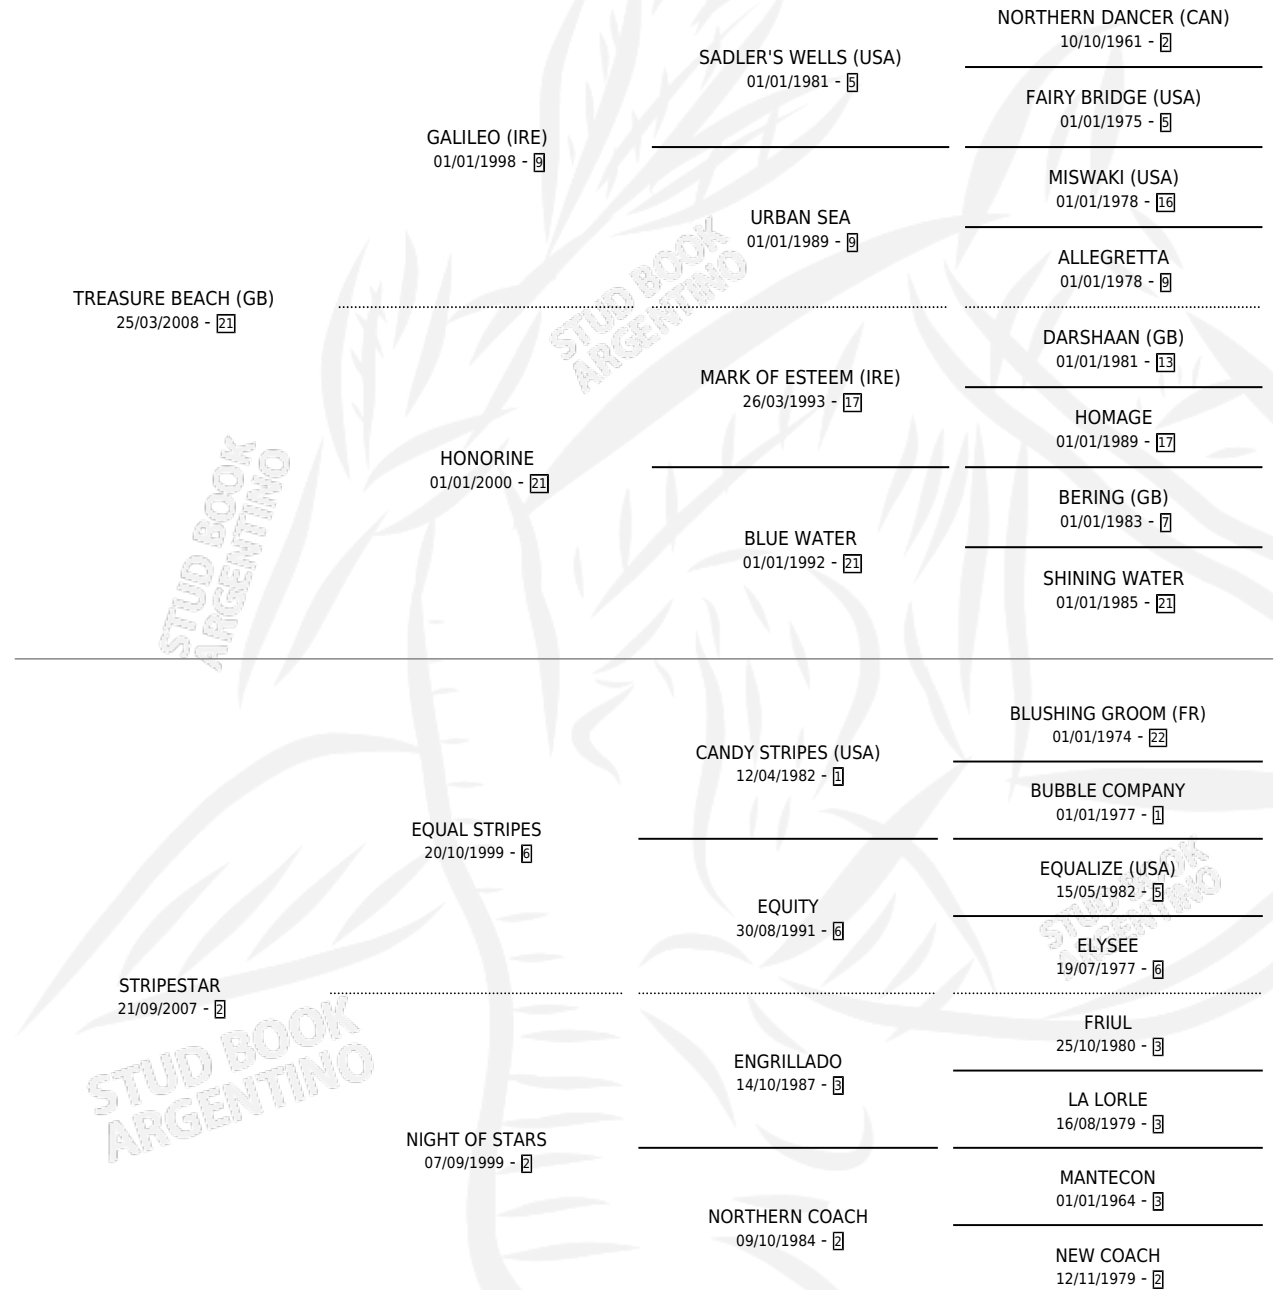 NORTHERN DANCER (CAN)
10/10/1961 - 2
SADLER'S WELLS (USA)
01/01/1981 - 5
FAIRY BRIDGE (USA)
01/01/1975 - 5
GALILEO (IRE)
01/01/1998 - 9
MISWAKI (USA)
01/01/1978 - 16
URBAN SEA
01/01/1989 - 9
ALLEGRETTA
01/01/1978 - 9
TREASURE BEACH (GB)
25/03/2008 - 21
DARSHAAN (GB)
01/01/1981 - 13
MARK OF ESTEEM (IRE)
26/03/1993 - 17
HOMAGE
01/01/1989 - 17
HONORINE
01/01/2000 - 21
BERING (GB)
01/01/1983 - 7
BLUE WATER
01/01/1992 - 21
SHINING WATER
01/01/1985 - 21
STUD BOOK
ARGENTINO
STUD BOOK
ARGENTINO
BLUSHING GROOM (FR)
01/01/1974 - 22
CANDY STRIPES (USA)
12/04/1982 - 1
BUBBLE COMPANY
01/01/1977 - 1
EQUAL STRIPES
20/10/1999 - 6
EQUALIZE (USA)
15/05/1982 - 5
EQUITY
30/08/1991 - 6
ELYSEE
19/07/1977 - 6
STRIPESTAR
21/09/2007 - 2
FRIUL
25/10/1980 - 3
ENGRILLADO
14/10/1987 - 3
LA LORLE
16/08/1979 - 3
NIGHT OF STARS
07/09/1999 - 2
MANTECON
01/01/1964 - 3
NORTHERN COACH
09/10/1984 - 2
NEW COACH
12/11/1979 - 2
STUD BOOK
ARGENTINO
STUD BOOK
ARGENTINO